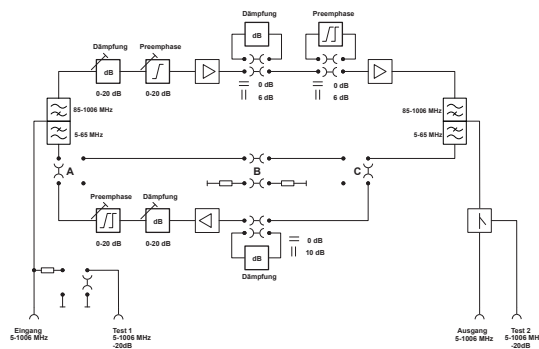 Dämpfung
Preemphase
Dämpfung
dB
Preemphase
dB
0-20 dB
0-20 dB
0 dB
6 dB
0 dB
6 dB
85-1006 MHz
5-65 MHz
85-1006 MHz
5-65 MHz
A
B
C
Preemphase
Dämpfung
dB
0-20 dB
0-20 dB
0 dB
10 dB
dB
Dämpfung
Eingang
5-1006 MHz
Test 1
5-1006 MHz
-20dB
Ausgang
5-1006 MHz
Test 2
5-1006 MH
-20dB